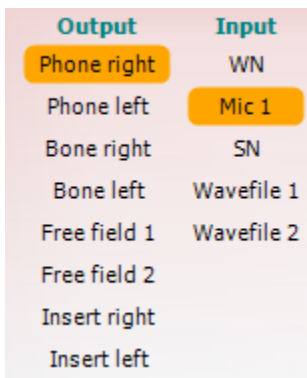 Output Input
Phone right WN
Phone left Mic 1
Bone right SN
Bone left Wavefile 1
Free field 1 Wavefile 2
Free field 2
Insert right
Insert left